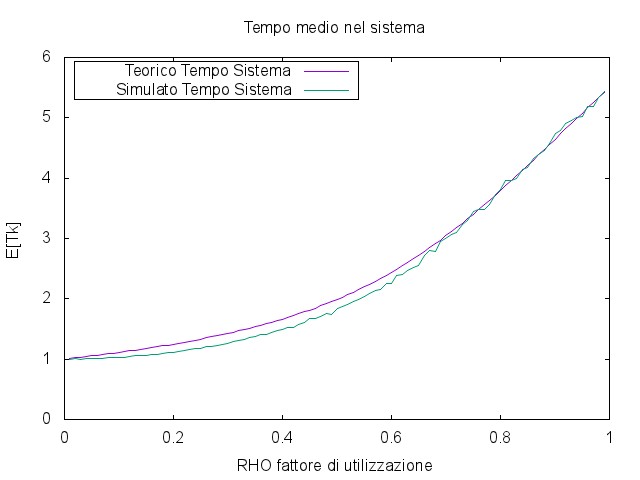 Tempo medio nel sistema
6
Teorico Tempo Sistema
Simulato Tempo Sistema
5
4
3
E[Tk]
2
1
0
0 0.2 0.4 0.6 0.8 1
RHO fattore di utilizzazione